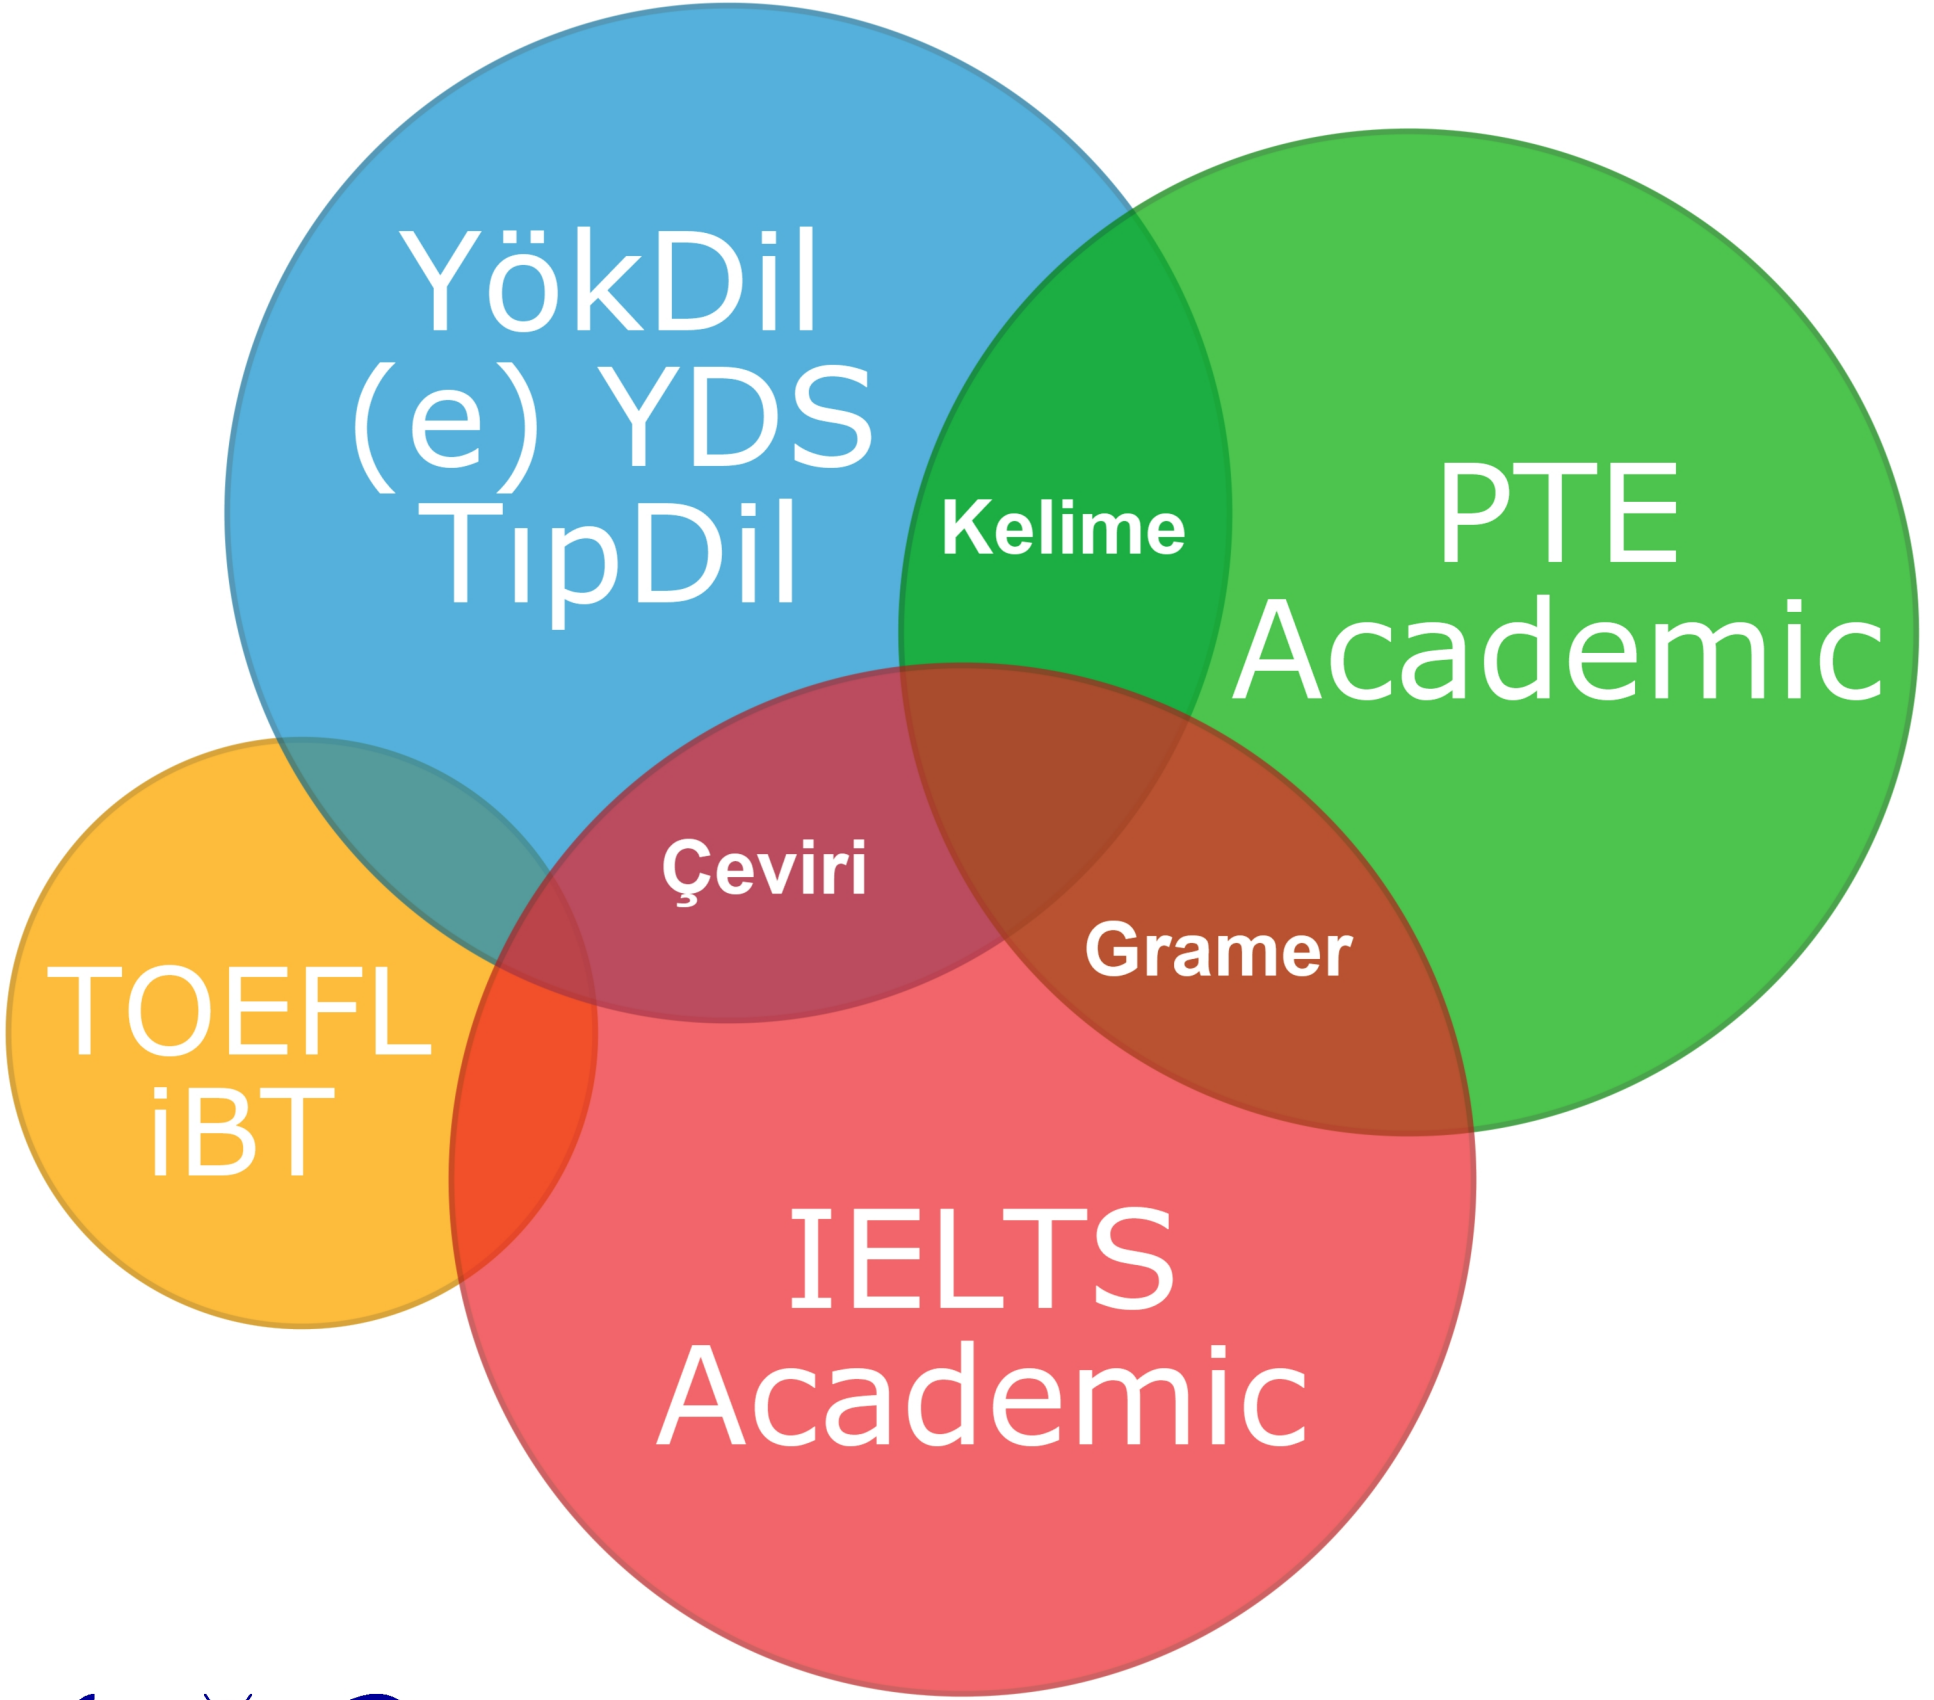 YökDil
(e) YDS
TıpDil
Kelime
PTE
Academic
Çeviri
Gramer
TOEFL
iBT
IELTS
Academic